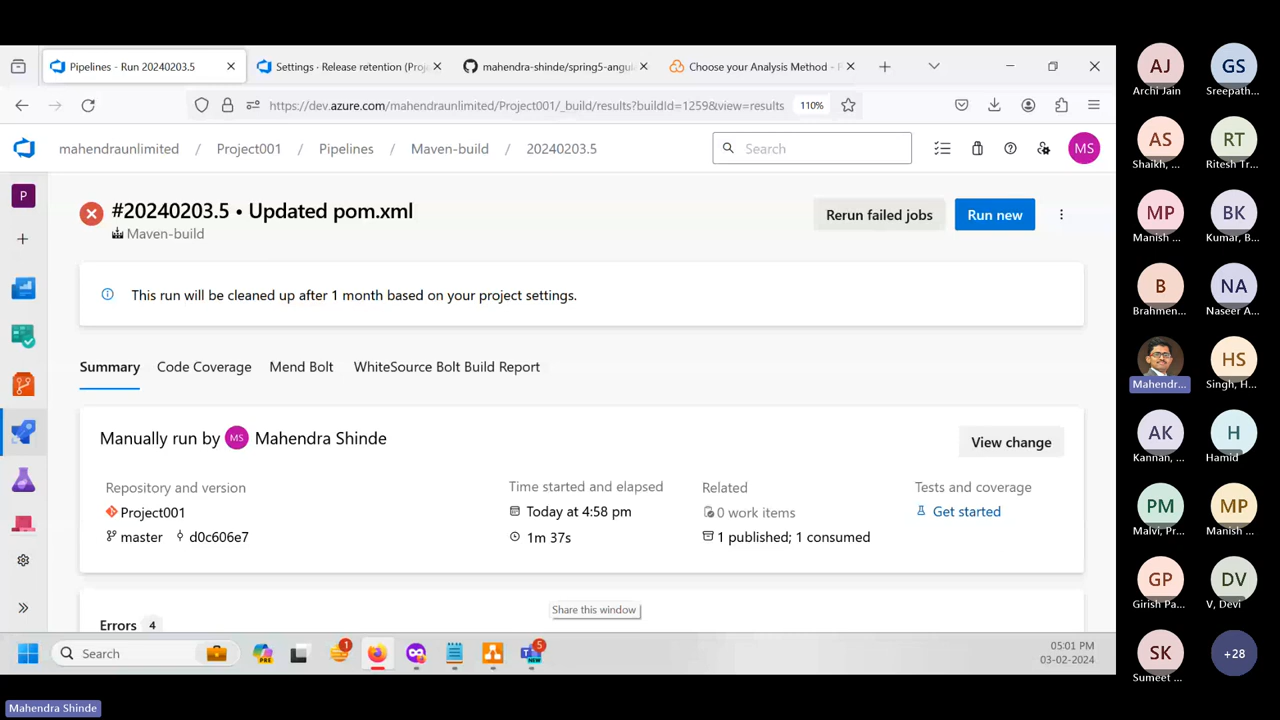 Pipelines - Run 20240203.5
Settings · Release retention (Proj
mahendra-shinde/spring5-angul
Choose your Analysis Method -
https://dev.azure.com/mahendraunlimited/Project001/_build/results?buildId=1259&view=results
110%
mahendraunlimited / Project001 / Pipelines / Maven-build / 20240203.5
Search
MS
P
#20240203.5 • Updated pom.xml
Maven-build
Rerun failed jobs
Run new
This run will be cleaned up after 1 month based on your project settings.
Summary
Code Coverage
Mend Bolt
WhiteSource Bolt Build Report
Manually run by MS Mahendra Shinde
View change
Repository and version
Project001
master d0c606e7
Time started and elapsed
Today at 4:58 pm
1m 37s
Related
0 work items
1 published; 1 consumed
Tests and coverage
Get started
Errors 4
Share this window
Search
PRE
1
5
NEW
05:01 PM
03-02-2024
AJ
Archi Jain
GS
Sreepath...
AS
Shaikh, ...
RT
Ritesh Tr...
MP
Manish ...
BK
Kumar, B...
B
Brahmen...
NA
Naseer A...
Mahendr...
HS
Singh, H...
AK
Kannan, ...
H
Hamid
PM
Malvi, Pr...
MP
Manish ...
GP
Girish Pa...
DV
V, Devi
SK
Sumeet ...
+28
Mahendra Shinde